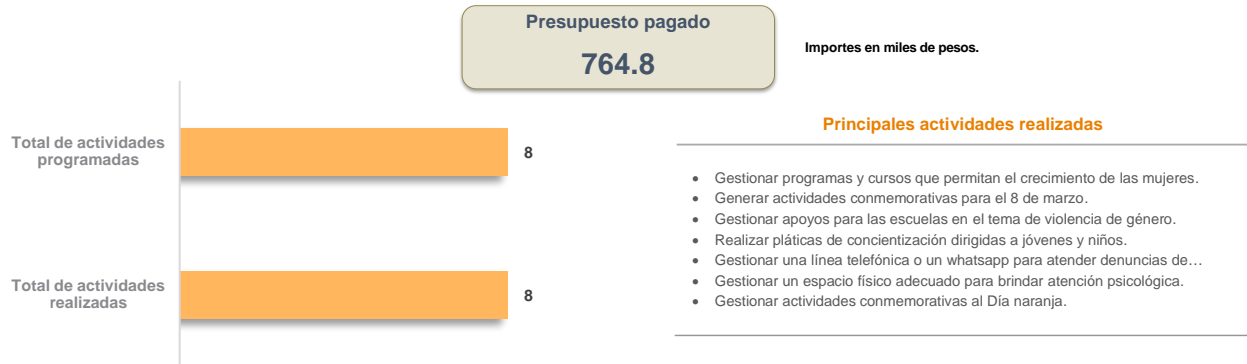 Presupuesto pagado
764.8
Importes en miles de pesos.
Total de actividades
programadas
8
Total de actividades
realizadas
8
Principales actividades realizadas
• Gestionar programas y cursos que permitan el crecimiento de las mujeres.
• Generar actividades conmemorativas para el 8 de marzo.
• Gestionar apoyos para las escuelas en el tema de violencia de género.
• Realizar pláticas de concientización dirigidas a jóvenes y niños.
• Gestionar una línea telefónica o un whatsapp para atender denuncias de…
• Gestionar un espacio físico adecuado para brindar atención psicológica.
• Gestionar actividades conmemorativas al Día naranja.